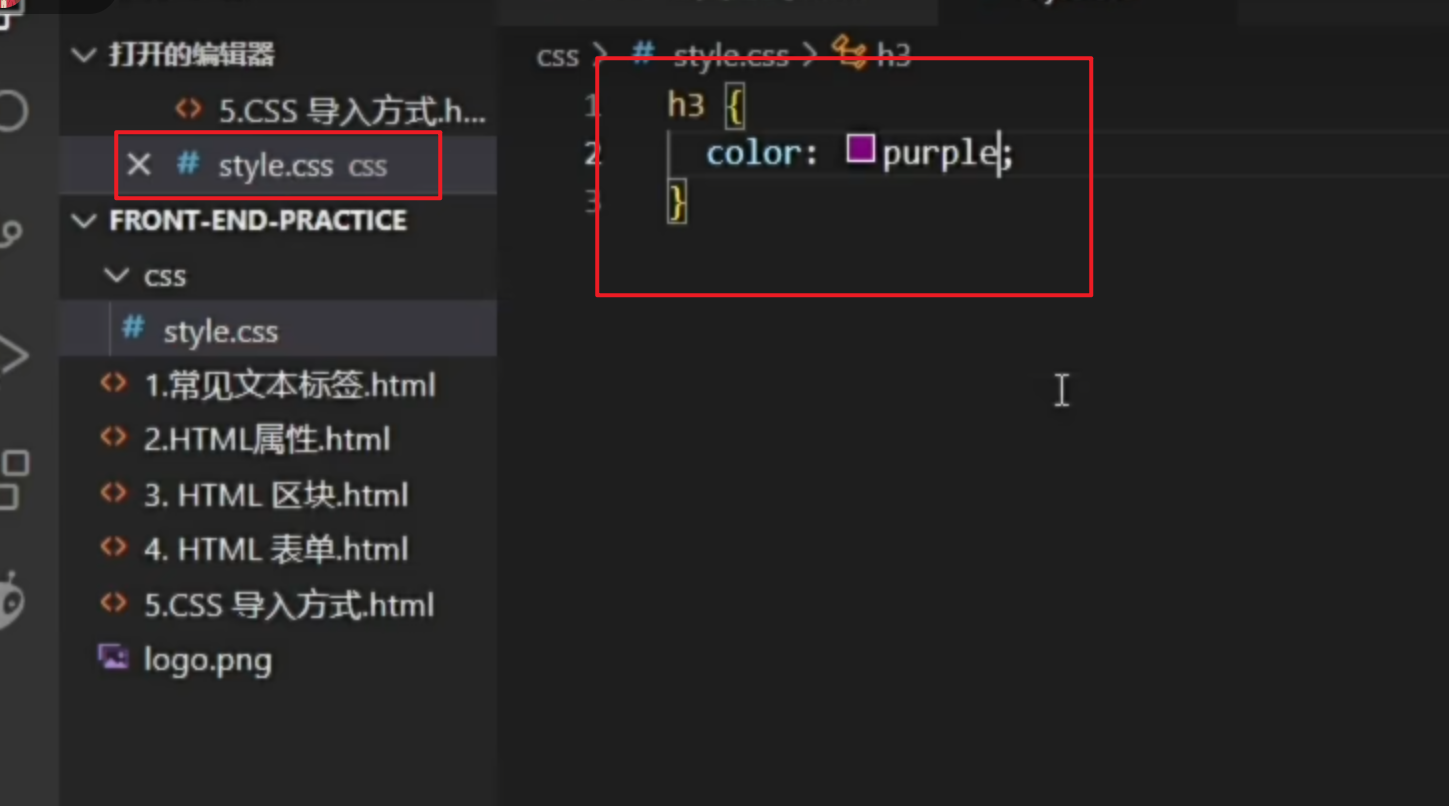 打开的编辑器
5.CSS 导入方式.h...
style.css css
FRONT-END-PRACTICE
css
style.css
1.常见文本标签.html
2.HTML属性.html
3. HTML 区块.html
4. HTML 表单.html
5.CSS 导入方式.html
logo.png
css > # style.css > h3
1 h3 {
2 color: purple;
3 }